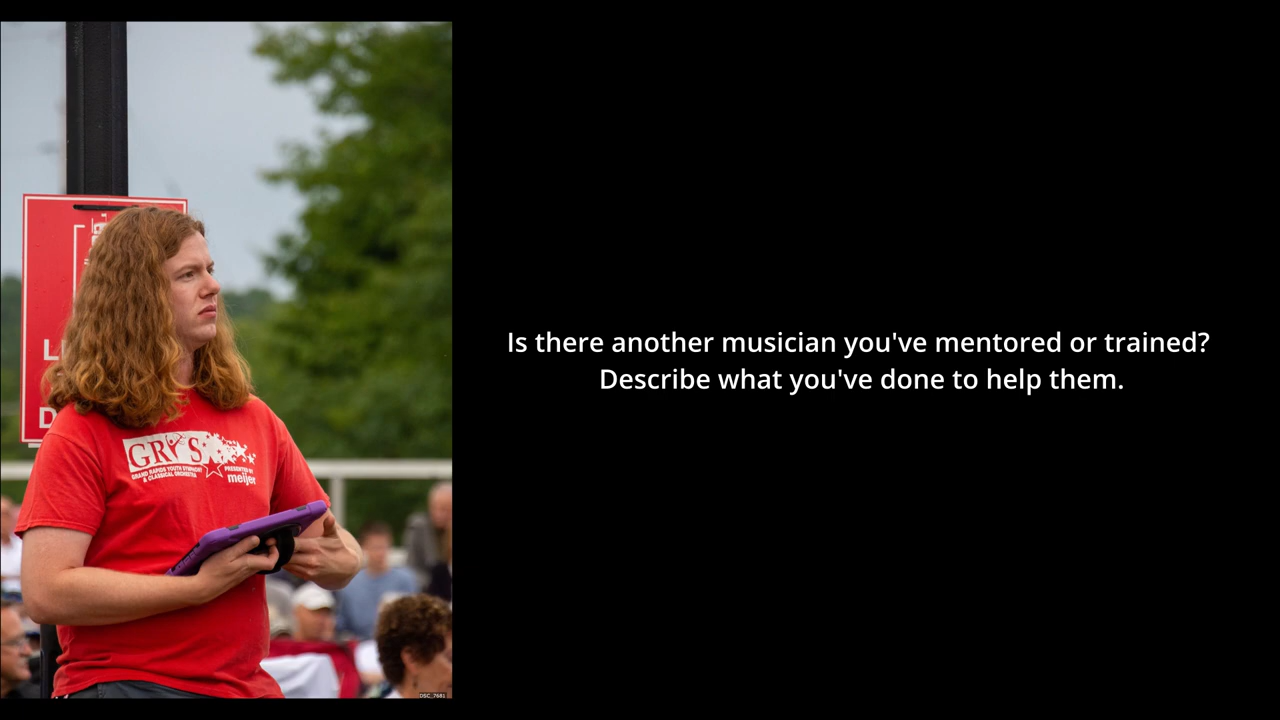 L
D
GRYS
GRAND RAPIDS YOUTH SYMPHONY
& CLASSICAL ORCHESTRA
PRESENTED BY
meijer
DSC_7681
Is there another musician you've mentored or trained?
Describe what you've done to help them.